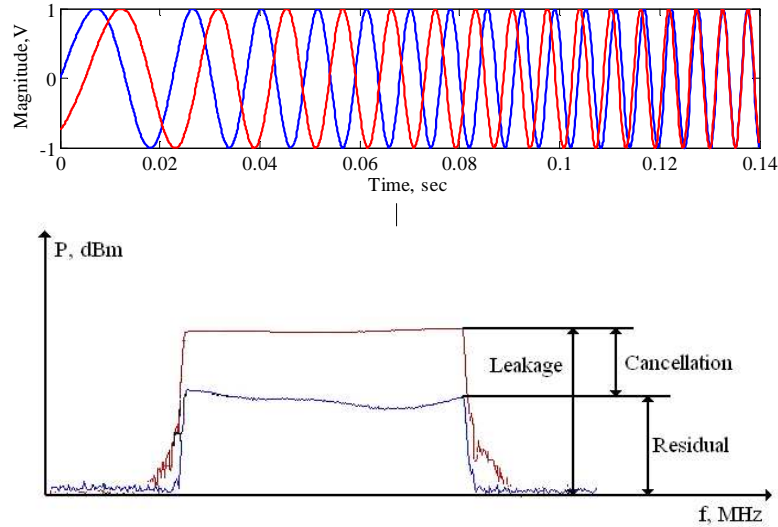 1
0
-1
Magnitude,V
0 0.02 0.04 0.06 0.08 0.1 0.12 0.14
Time, sec
P, dBm
Leakage
Cancellation
Residual
f, MHz